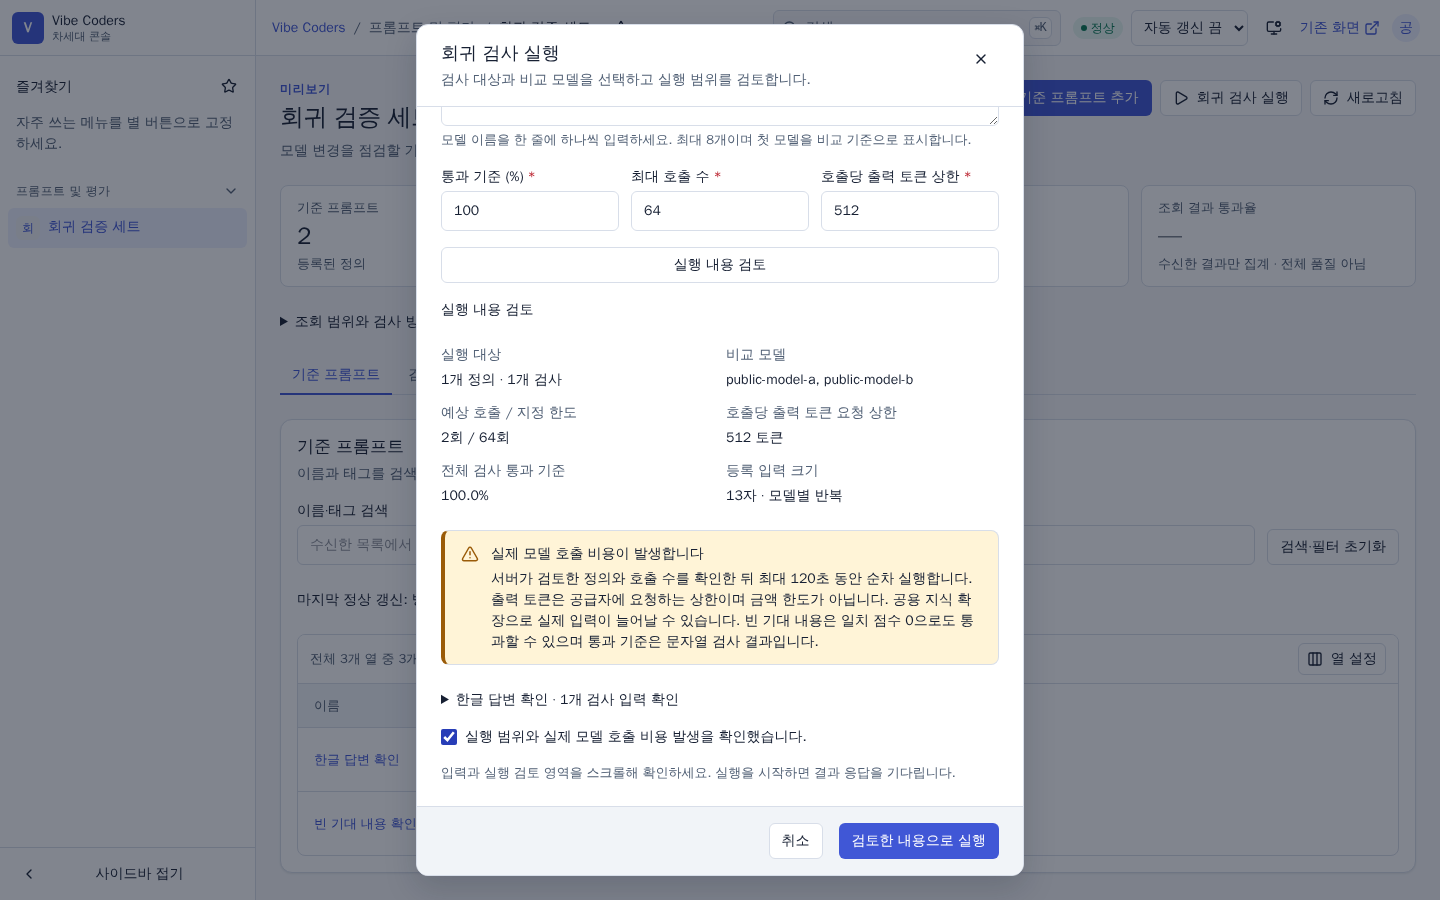 V
Vibe Coders
차세대 콘솔
즐겨찾기
자주 쓰는 메뉴를 별 버튼으로 고정
하세요.
프롬프트 및 평가
회
회귀 검증 세트
사이드바 접기
Vibe Coders /
⌘K
정상
자동 갱신 끔
기존 화면
공
미리보기
회귀 검증 세
모델 변경을 점검할 기
기준 프롬프트 추가
회귀 검사 실행
새로고침
기준 프롬프트
2
등록된 정의
조회 결과 통과율
—
수신한 결과만 집계 · 전체 품질 아님
조회 범위와 검사 방
기준 프롬프트
기준 프롬프트
이름과 태그를 검색
이름·태그 검색
수신한 목록에서
검색·필터 초기화
마지막 정상 갱신:
전체 3개 열 중 3개
열 설정
이름
한글 답변 확인
빈 기대 내용 확인
회귀 검사 실행
검사 대상과 비교 모델을 선택하고 실행 범위를 검토합니다.
모델 이름을 한 줄에 하나씩 입력하세요. 최대 8개이며 첫 모델을 비교 기준으로 표시합니다.
통과 기준 (%) *
최대 호출 수 *
호출당 출력 토큰 상한 *
100
64
512
실행 내용 검토
실행 내용 검토
실행 대상
비교 모델
1개 정의 · 1개 검사
public-model-a, public-model-b
예상 호출 / 지정 한도
호출당 출력 토큰 요청 상한
2회 / 64회
512 토큰
전체 검사 통과 기준
등록 입력 크기
100.0%
13자 · 모델별 반복
실제 모델 호출 비용이 발생합니다
서버가 검토한 정의와 호출 수를 확인한 뒤 최대 120초 동안 순차 실행합니다.
출력 토큰은 공급자에 요청하는 상한이며 금액 한도가 아닙니다. 공용 지식 확
장으로 실제 입력이 늘어날 수 있습니다. 빈 기대 내용은 일치 점수 0으로도 통
과할 수 있으며 통과 기준은 문자열 검사 결과입니다.
한글 답변 확인 · 1개 검사 입력 확인
실행 범위와 실제 모델 호출 비용 발생을 확인했습니다.
입력과 실행 검토 영역을 스크롤해 확인하세요. 실행을 시작하면 결과 응답을 기다립니다.
취소
검토한 내용으로 실행